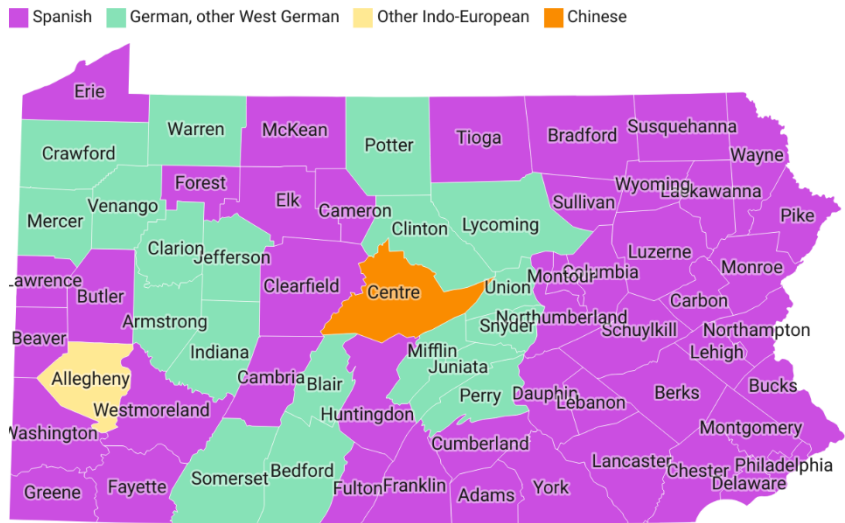 Spanish German, other West German Other Indo-European Chinese
Erie
Warren
McKean
Potter
Tioga
Bradford
Susquehanna
Wayne
Crawford
Forest
Elk
Cameron
Sullivan
Wyoming
Lackawanna
Pike
Mercer
Venango
Clinton
Lycoming
Clarion
Jefferson
Luzerne
Monroe
Lawrence
Butler
Clearfield
Centre
Union
Montour
Columbia
Carbon
Armstrong
Snyder
Northumberland
Schuylkill
Northampton
Beaver
Indiana
Mifflin
Lehigh
Allegheny
Cambria
Blair
Juniata
Bucks
Westmoreland
Huntingdon
Perry
Dauphin
Lebanon
Berks
Washington
Cumberland
Montgomery
Greene
Fayette
Somerset
Bedford
Fulton
Franklin
Adams
York
Lancaster
Chester
Philadelphia
Delaware